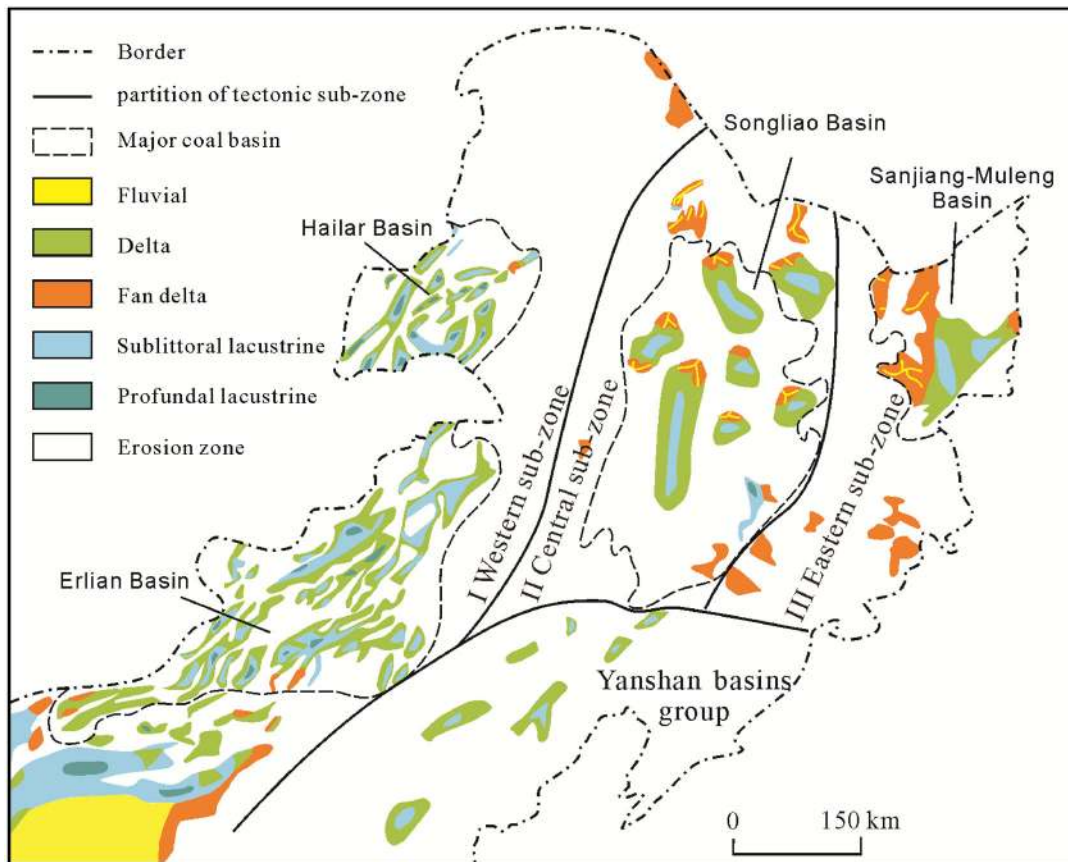 Border
partition of tectonic sub-zone
Major coal basin
Fluvial
Delta
Fan delta
Sublittoral lacustrine
Profundal lacustrine
Erosion zone
Hailar Basin
Songliao Basin
Sanjiang-Muleng
Basin
Erlian Basin
I Western sub-zone
II Central sub-zone
III Eastern sub-zone
Yanshan basins
group
0 150 km